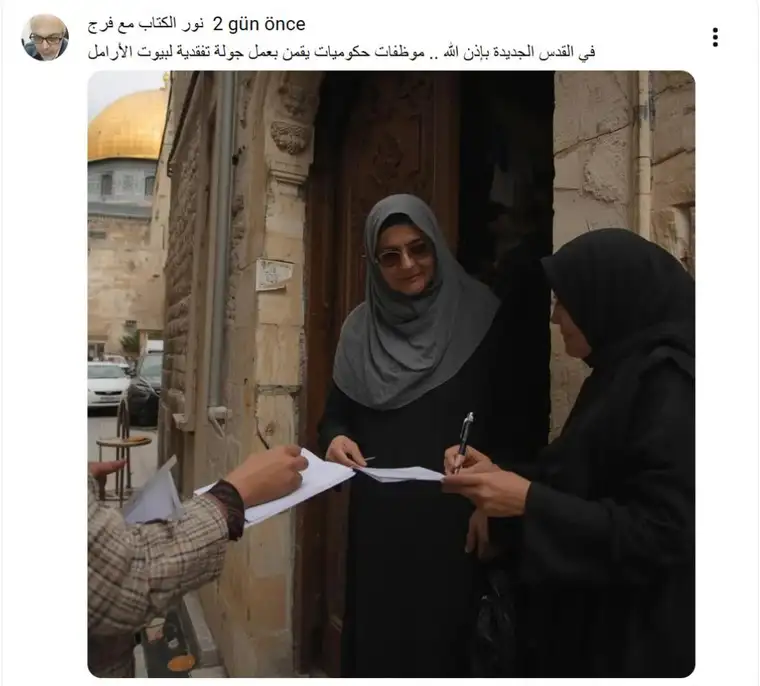 نور الكتاب مع فرج 2 gün önce
في القدس الجديدة بإذن الله .. موظفات حكوميات يقمن بعمل جولة تفقدية لبيوت الأرامل